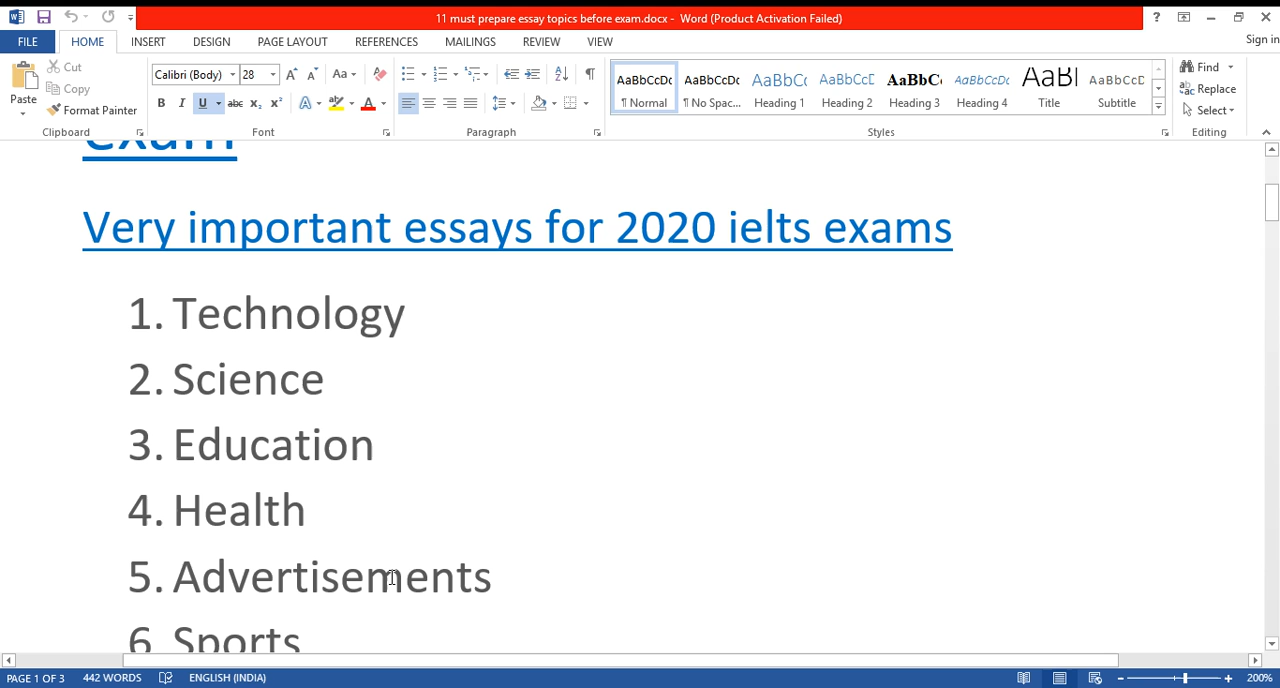 11 must prepare essay topics before exam.docx - Word (Product Activation Failed)
FILE HOME INSERT DESIGN PAGE LAYOUT REFERENCES MAILINGS REVIEW VIEW Sign in
Paste
Cut
Copy
Format Painter
Clipboard
Calibri (Body) 28
Font
Paragraph
AaBbCcDc AaBbCcDc AaBbCc AaBbCcD AaBbC AaBbCcDc AaBl AaBbCcD
¶ Normal ¶ No Spac... Heading 1 Heading 2 Heading 3 Heading 4 Title Subtitle
Styles
Find
Replace
Select
Editing
exam
Very important essays for 2020 ielts exams
1. Technology
2. Science
3. Education
4. Health
5. Advertisements
6. Sports
PAGE 1 OF 3 442 WORDS ENGLISH (INDIA) 200%